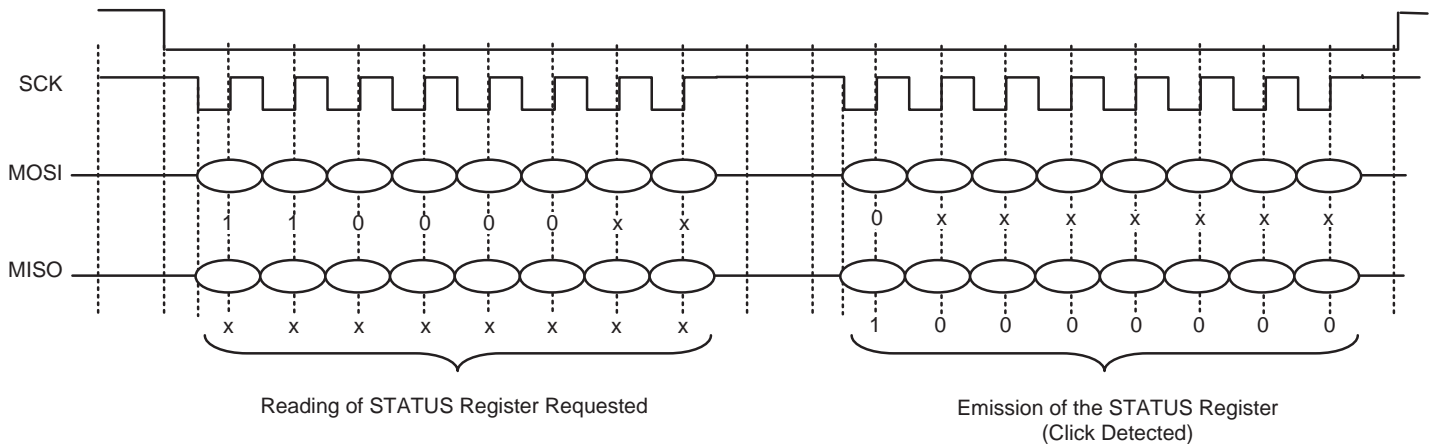 SCK
MOSI
1 1 0 0 0 0 x x 0 x x x x x x x
MISO
x x x x x x x x 1 0 0 0 0 0 0 0
Reading of STATUS Register Requested Emission of the STATUS Register
(Click Detected)